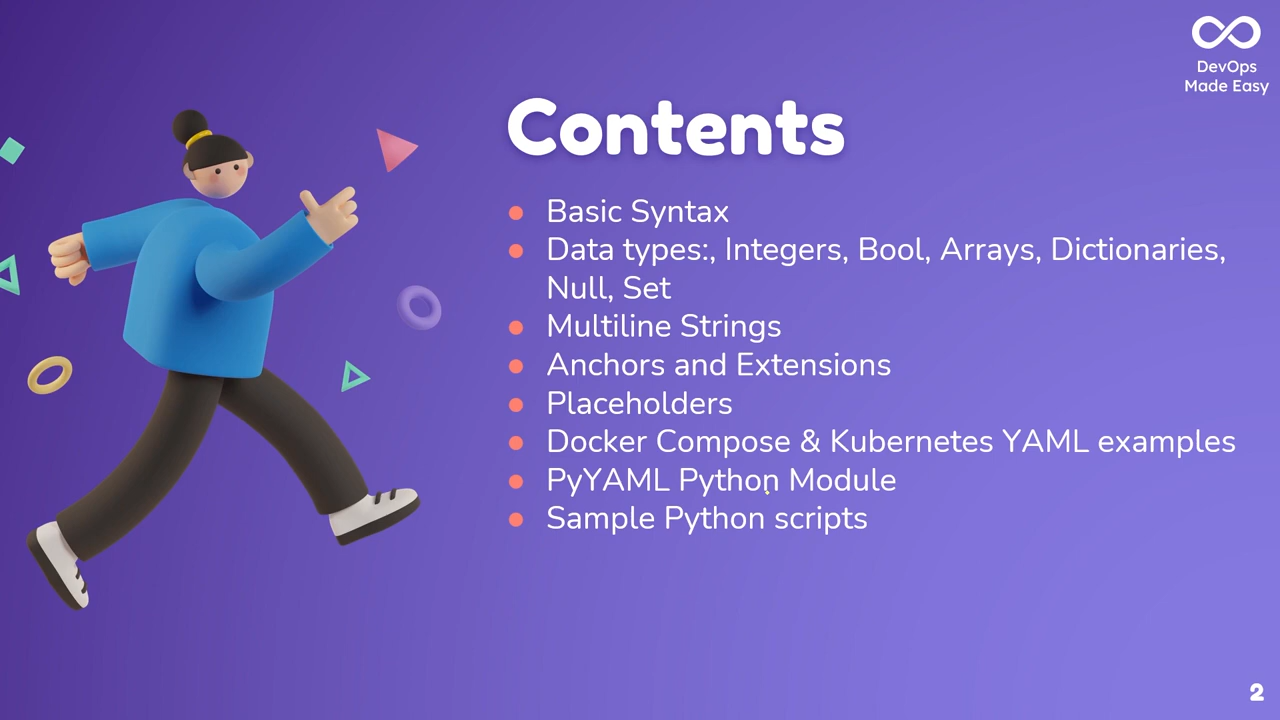 DevOps
Made Easy
Contents
Basic Syntax
Data types:, Integers, Bool, Arrays, Dictionaries,
Null, Set
Multiline Strings
Anchors and Extensions
Placeholders
Docker Compose & Kubernetes YAML examples
PyYAML Python Module
Sample Python scripts
2